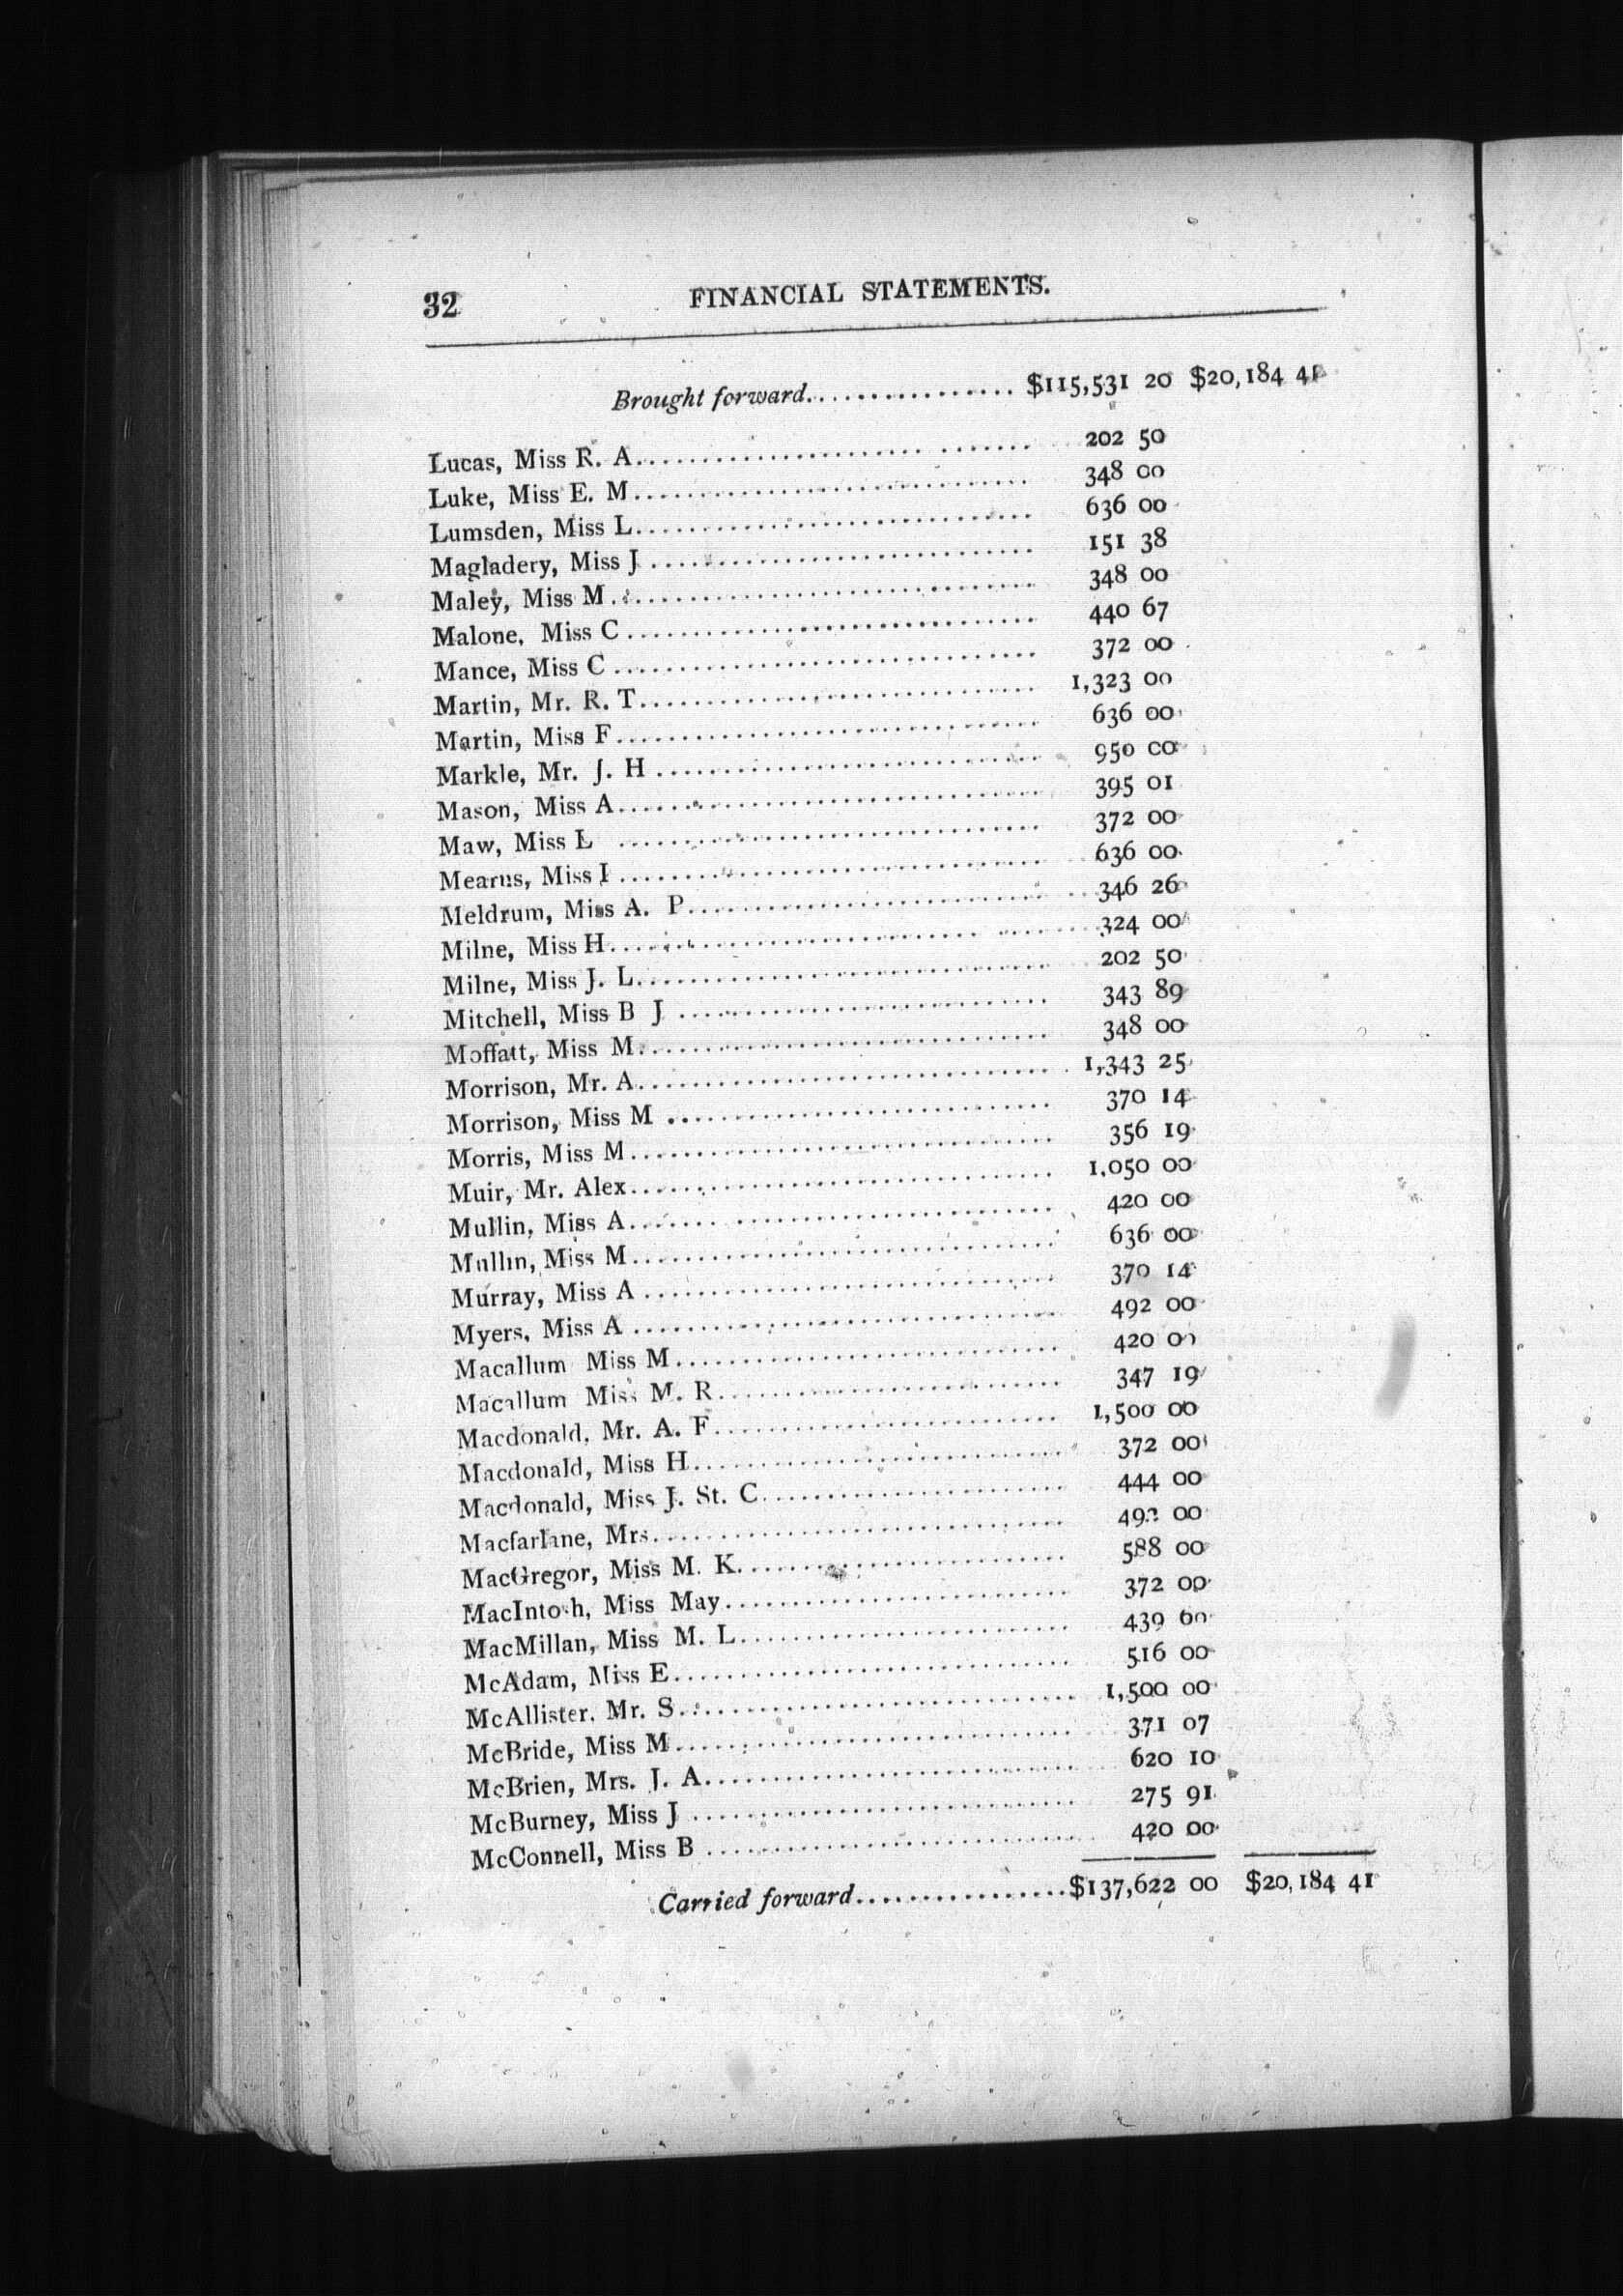 32 FINANCIAL STATEMENTS.
Brought forward................ $115,531 20 $20,184 41
Lucas, Miss R. A............................ 202 50
Luke, Miss E. M............................ 348 00
Lumsden, Miss L............................ 636 00
Magladery, Miss J ............................ 151 38
Maley, Miss M............................ 348 00
Malone, Miss C ............................ 440 67
Mance, Miss C ............................ 372 00
Martin, Mr. R. T............................ 1,323 00
Martin, Miss F............................ 636 00
Markle, Mr. J. H ............................ 950 00
Mason, Miss A............................ 395 01
Maw, Miss L ............................ 372 00
Mearns, Miss I ............................ 636 00
Meldrum, Miss A. P............................ 346 26
Milne, Miss H............................ 324 00
Milne, Miss J. L............................ 202 50
Mitchell, Miss B J ............................ 343 89
Moffatt, Miss M............................ 348 00
Morrison, Mr. A............................ 1,343 25
Morrison, Miss M ............................ 370 14
Morris, Miss M............................ 356 19
Muir, Mr. Alex............................ 1,050 00
Mullin, Miss A............................ 420 00
Mullin, Miss M............................ 636 00
Murray, Miss A ............................ 370 14
Myers, Miss A ............................ 492 00
Macallum Miss M............................ 420 00
Macallum Miss M. R............................ 347 19
Macdonald, Mr. A. F............................ 1,500 00
Macdonald, Miss H............................ 372 00
Macdonald, Miss J. St. C........................ 444 00
Macfarlane, Mrs............................ 492 00
MacGregor, Miss M. K............................ 588 00
MacIntosh, Miss May............................ 372 00
MacMillan, Miss M. L............................ 439 60
McAdam, Miss E............................ 516 00
McAllister, Mr. S............................ 1,500 00
McBride, Miss M............................ 371 07
McBrien, Mrs. J. A............................ 620 10
McBurney, Miss J ............................ 275 91
McConnell, Miss B ............................ 420 00
Carried forward................$137,622 00 $20,184 41